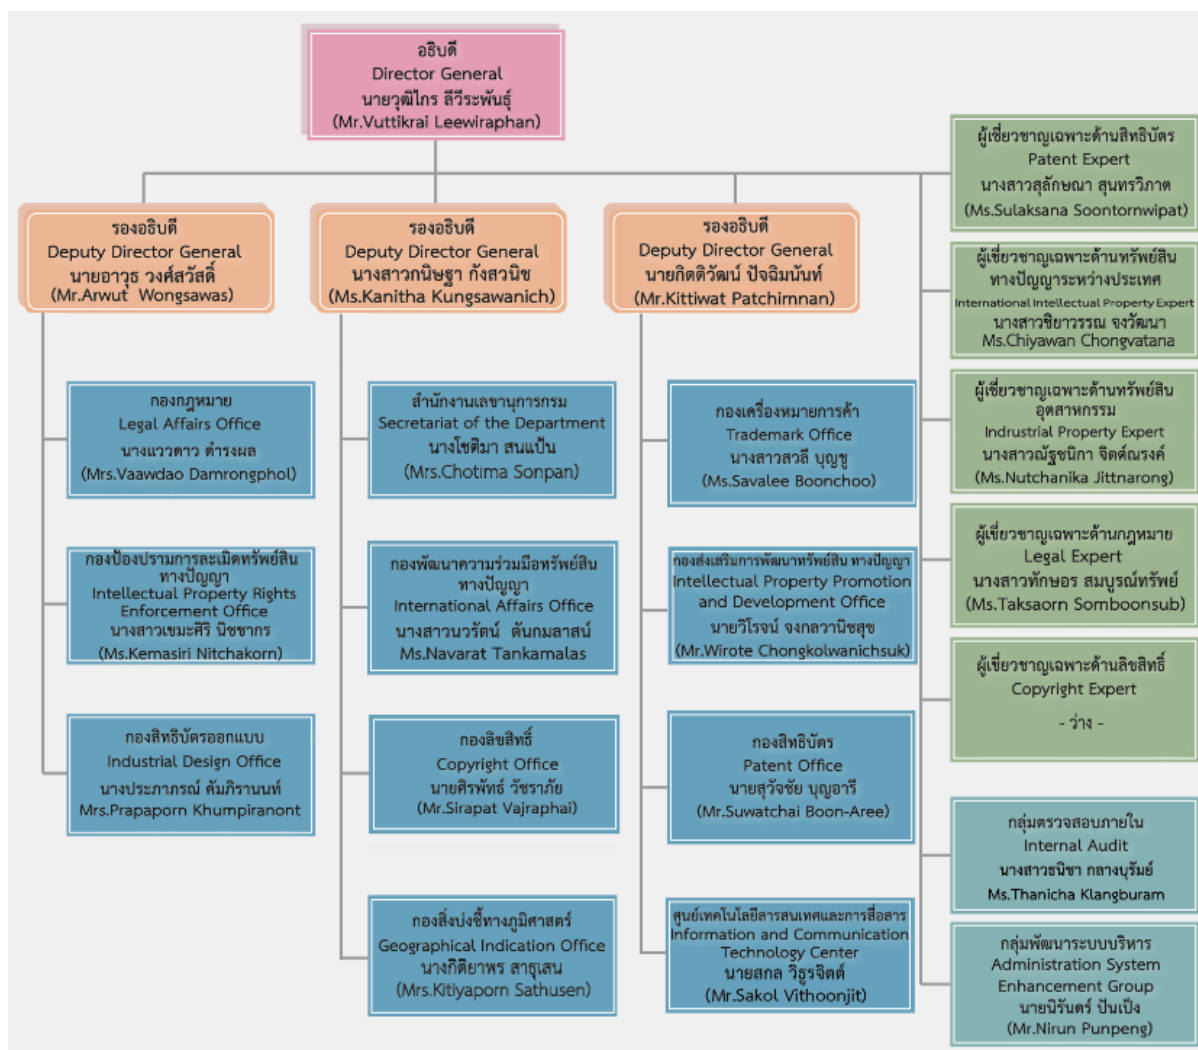 อธิบดี
Director General
นายวุฒิไกร ลีวีระพันธุ์
(Mr.Vuttikrai Leewiraphan)
รองอธิบดี
Deputy Director General
นายอาวุธ วงศ์สวัสดิ์
(Mr.Arwut Wongsawas)
รองอธิบดี
Deputy Director General
นางสาวกนิษฐา กังสวนิช
(Ms.Kanitha Kungsawanich)
รองอธิบดี
Deputy Director General
นายกิตติวัฒน์ ปัจฉิมนันท์
(Mr.Kittiwat Patchimnan)
กองกฎหมาย
Legal Affairs Office
นางแววดาว ดำรงผล
(Mrs.Vaawdao Damrongphol)
กองป้องปรามการละเมิดทรัพย์สิน
ทางปัญญา
Intellectual Property Rights
Enforcement Office
นางสาวเขมะศิริ นิชชากร
(Ms.Kemasiri Nitchakorn)
กองสิทธิบัตรออกแบบ
Industrial Design Office
นางประภาภรณ์ คัมภิรานนท์
Mrs.Prapaporn Khumpiranont
สำนักงานเลขานุการกรม
Secretariat of the Department
นางโชติมา สนแป้น
(Mrs.Chotima Sonpan)
กองพัฒนาความร่วมมือทรัพย์สิน
ทางปัญญา
International Affairs Office
นางสาวนวรัตน์ ตันกมลาสน์
Ms.Navarat Tankamalas
กองลิขสิทธิ์
Copyright Office
นายศิรพัทธ์ วัชราภัย
(Mr.Sirapat Vajraphai)
กองสิ่งบ่งชี้ทางภูมิศาสตร์
Geographical Indication Office
นางกิติยาพร สาธุเสน
(Mrs.Kitiyaporn Sathusen)
กองเครื่องหมายการค้า
Trademark Office
นางสาวสวลี บุญชู
(Ms.Savalee Boonchoo)
กองส่งเสริมการพัฒนาทรัพย์สิน ทางปัญญา
Intellectual Property Promotion
and Development Office
นายวิโรจน์ จงกลวานิชสุข
(Mr.Wirote Chongkolwanichsuk)
กองสิทธิบัตร
Patent Office
นายสุวัจชัย บุญอารี
(Mr.Suwatchai Boon-Aree)
ศูนย์เทคโนโลยีสารสนเทศและการสื่อสาร
Information and Communication
Technology Center
นายสกล วิธูรจิตต์
(Mr.Sakol Vithoonjit)
ผู้เชี่ยวชาญเฉพาะด้านสิทธิบัตร
Patent Expert
นางสาวสุลักษณา สุนทรวิภาต
(Ms.Sulaksana Soontornwipat)
ผู้เชี่ยวชาญเฉพาะด้านทรัพย์สิน
ทางปัญญาระหว่างประเทศ
International Intellectual Property Expert
นางสาวชิยาวรรณ จงวัฒนา
Ms.Chiyawan Chongvatana
ผู้เชี่ยวชาญเฉพาะด้านทรัพย์สิน
อุตสาหกรรม
Indrustrial Property Expert
นางสาวณัฐชนิกา จิตต์ณรงค์
(Ms.Nutchanika Jittnarong)
ผู้เชี่ยวชาญเฉพาะด้านกฎหมาย
Legal Expert
นางสาวทักษอร สมบูรณ์ทรัพย์
(Ms.Taksaorn Somboonsub)
ผู้เชี่ยวชาญเฉพาะด้านลิขสิทธิ์
Copyright Expert
- ว่าง -
กลุ่มตรวจสอบภายใน
Internal Audit
นางสาวธนิชา กลางบุรัมย์
Ms.Thanicha Klangburam
กลุ่มพัฒนาระบบบริหาร
Administration System
Enhancement Group
นายนิรันดร์ ปันเป็ง
(Mr.Nirun Punpeng)